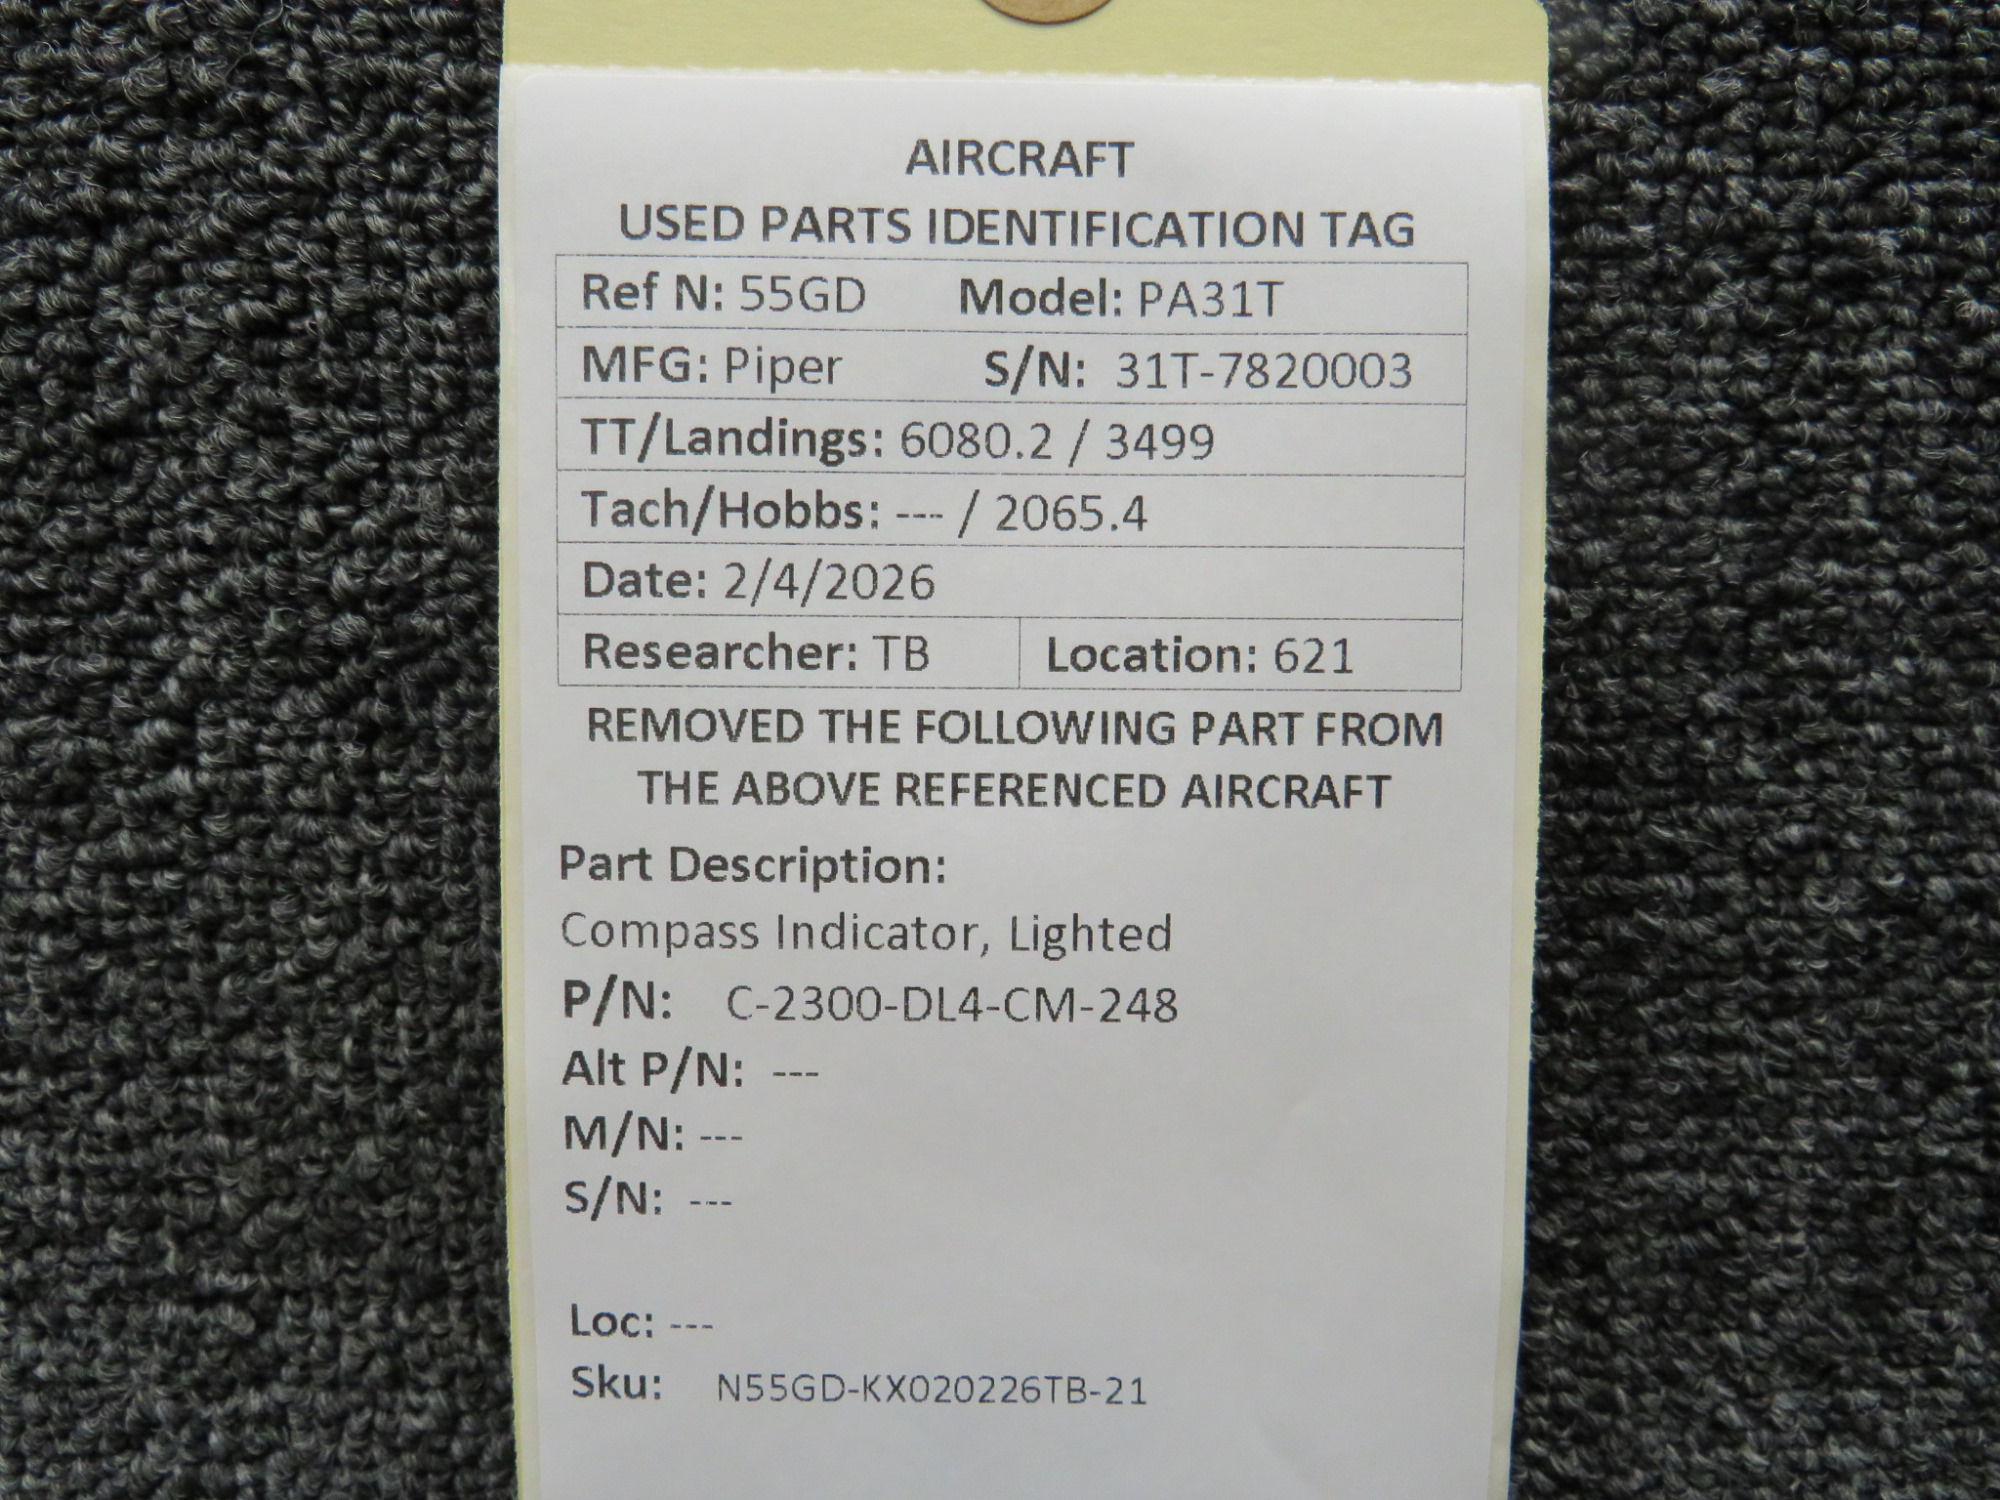 AIRCRAFT
USED PARTS IDENTIFICATION TAG
Ref N: 55GD Model: PA31T
MFG: Piper S/N: 31T-7820003
TT/Landings: 6080.2 / 3499
Tach/Hobbs: --- / 2065.4
Date: 2/4/2026
Researcher: TB Location: 621
REMOVED THE FOLLOWING PART FROM
THE ABOVE REFERENCED AIRCRAFT
Part Description:
Compass Indicator, Lighted
P/N: C-2300-DL4-CM-248
Alt P/N: ---
M/N: ---
S/N: ---
Loc: ---
Sku: N55GD-KX020226TB-21